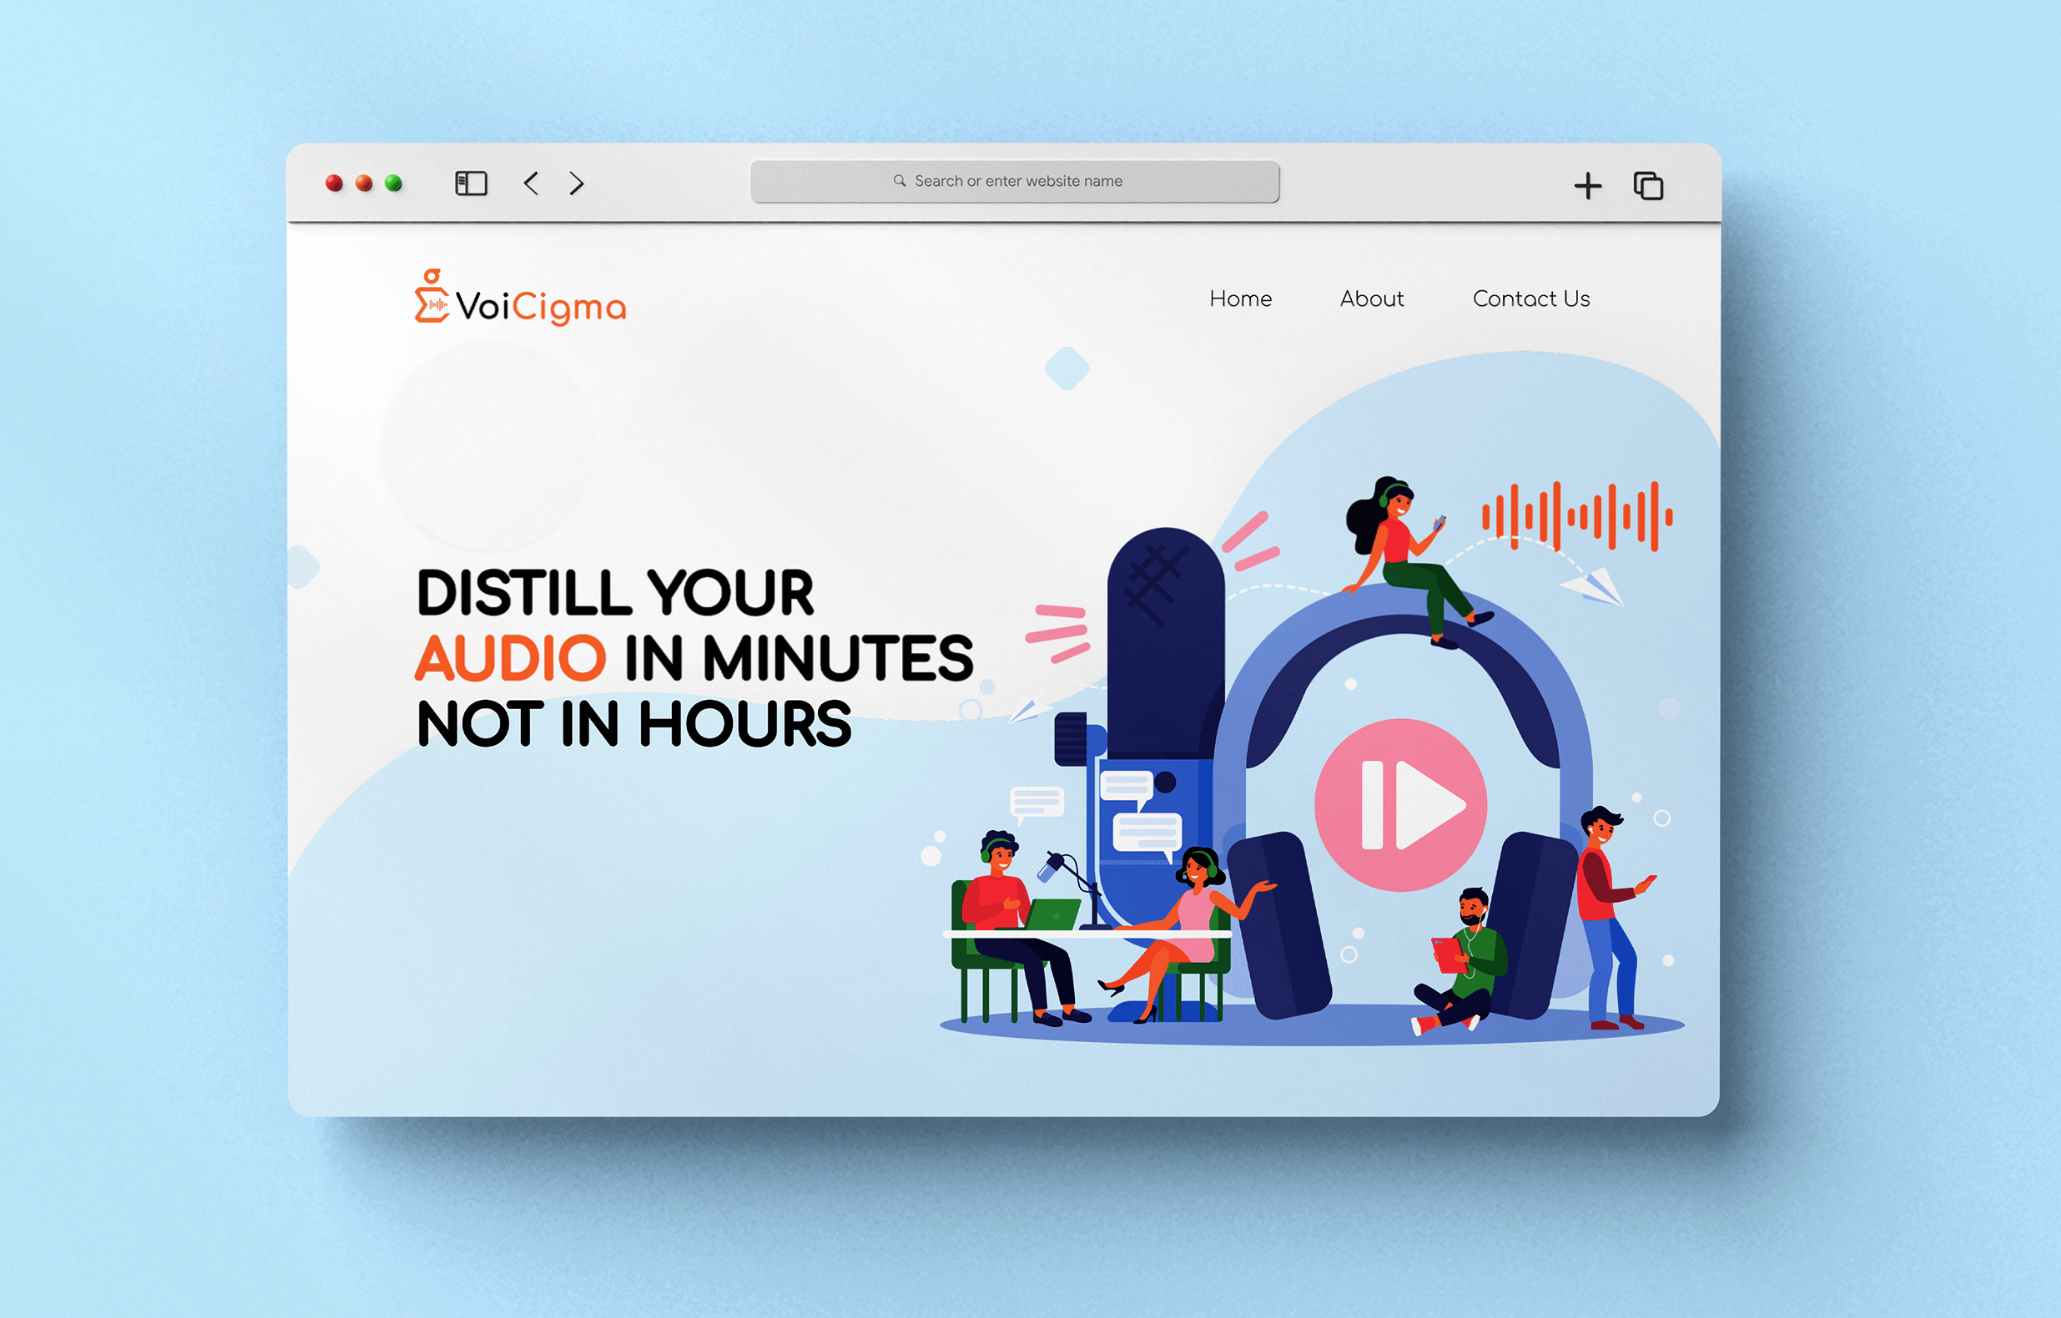 Search or enter website name
VoiCigma
Home About Contact Us
DISTILL YOUR
AUDIO IN MINUTES
NOT IN HOURS